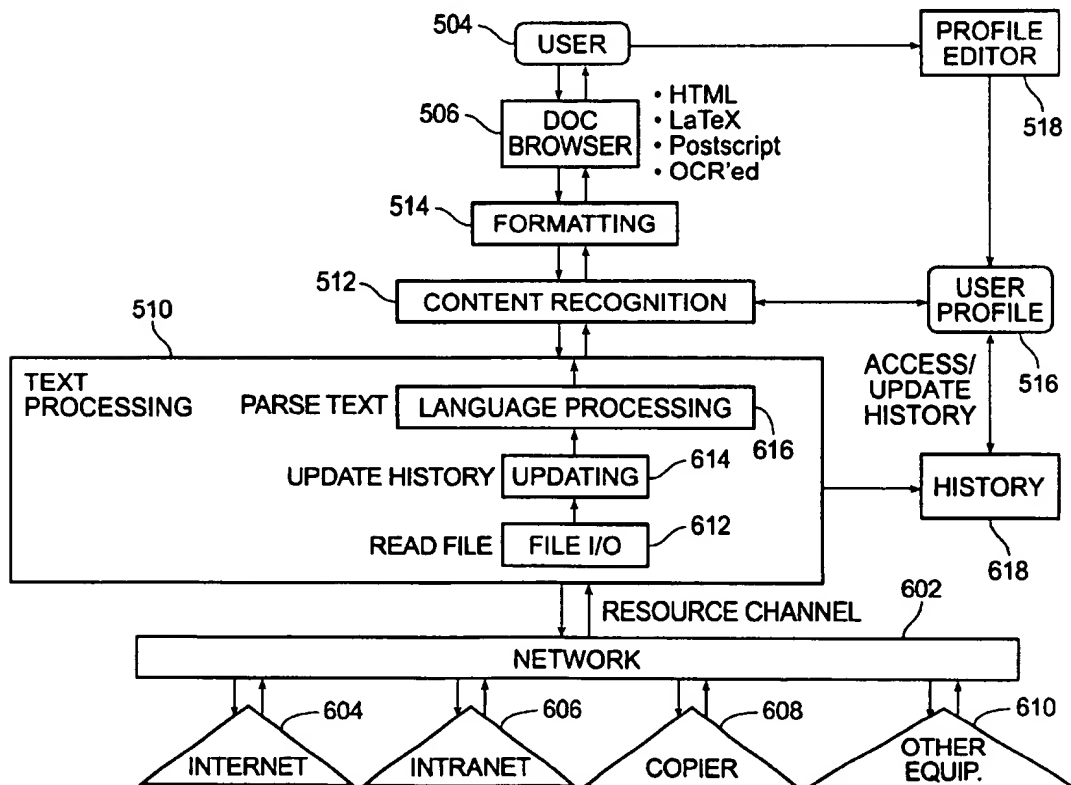 504
USER
PROFILE
EDITOR
518
506
DOC
BROWSER
• HTML
• LaTeX
• Postscript
• OCR'ed
514
FORMATTING
512
CONTENT RECOGNITION
USER
PROFILE
516
510
TEXT
PROCESSING
ACCESS/
UPDATE
HISTORY
PARSE TEXT
LANGUAGE PROCESSING
616
UPDATE HISTORY
UPDATING
614
HISTORY
618
READ FILE
FILE I/O
612
RESOURCE CHANNEL
602
NETWORK
604
INTERNET
606
INTRANET
608
COPIER
610
OTHER
EQUIP.